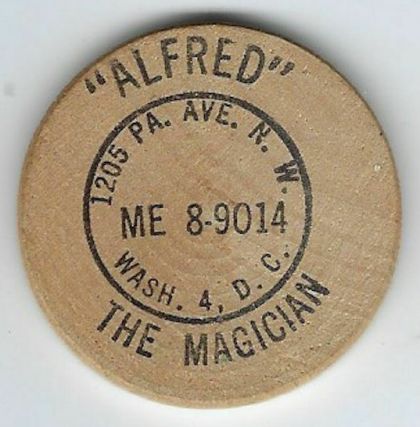 "ALFRED"
1205 PA. AVE. N. W.
ME 8-9014
WASH. 4, D. C.
THE MAGICIAN